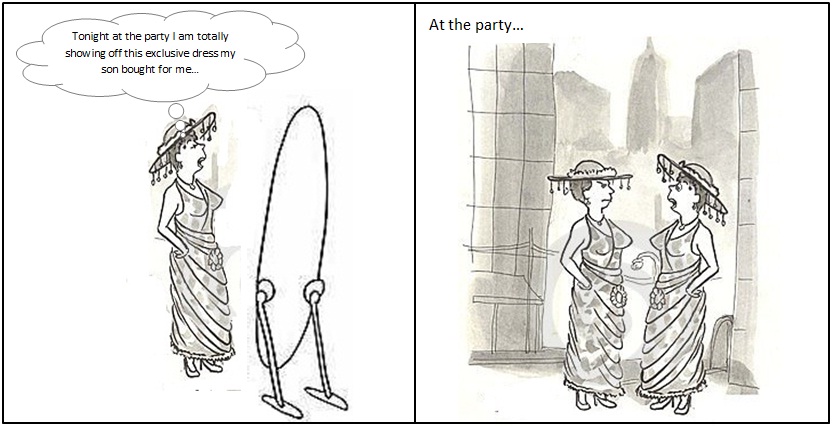 Tonight at the party I am totally
showing off this exclusive dress my
son bought for me...
At the party...